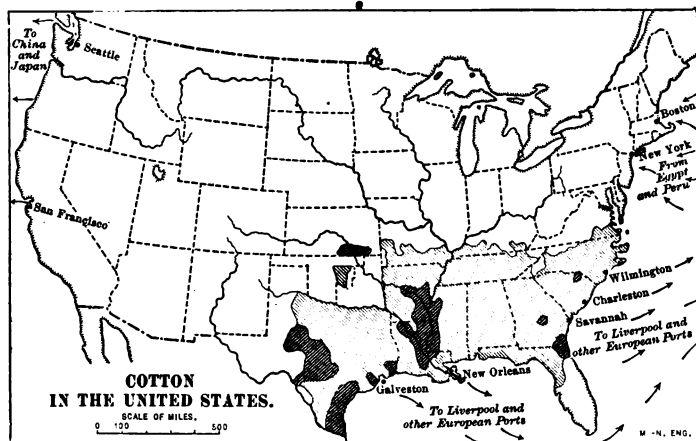 To
China
and
Japan
Seattle
Boston
New York
From
Egypt
and Peru
San Francisco
Wilmington
Charleston
Savannah
To Liverpool and
other European Ports
COTTON
IN THE UNITED STATES.
SCALE OF MILES.
0 100 300 500
Galveston
New Orleans
To Liverpool and
other European Ports
M.-N. ENG.